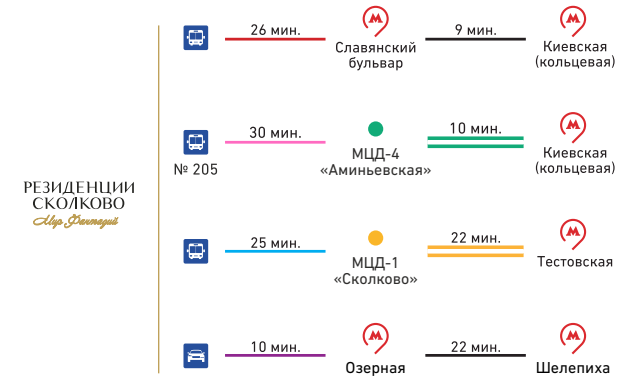 РЕЗИДЕНЦИИ
СКОЛКОВО
Мир Фантазий
26 мин.
Славянский
бульвар
9 мин.
Киевская
(кольцевая)
№ 205
30 мин.
МЦД-4
«Аминьевская»
10 мин.
Киевская
(кольцевая)
25 мин.
МЦД-1
«Сколково»
22 мин.
Тестовская
10 мин.
Озерная
22 мин.
Шелепиха